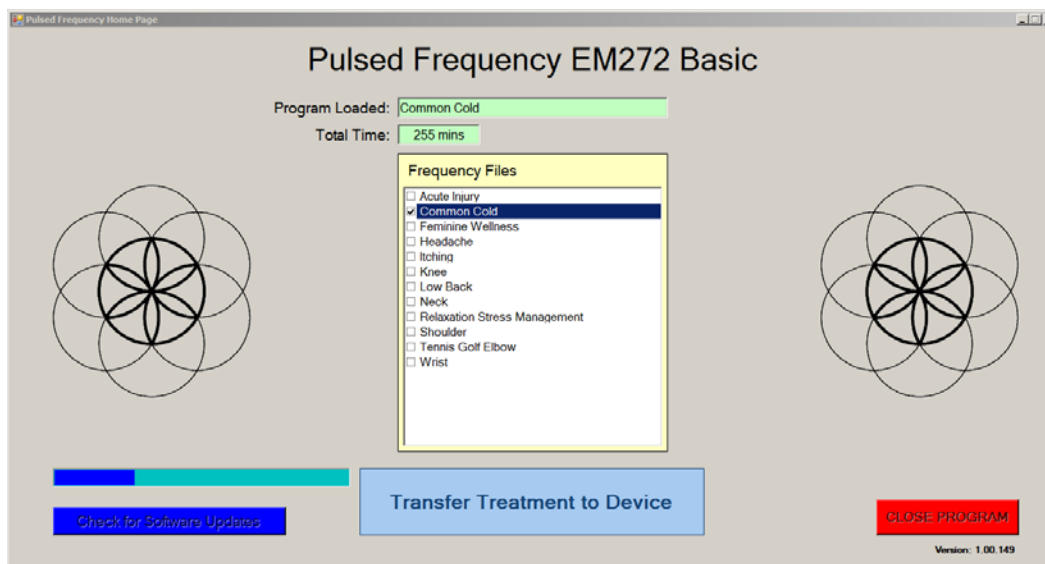 Pulsed Frequency Home Page
Pulsed Frequency EM272 Basic
Program Loaded: Common Cold
Total Time: 255 mins
Frequency Files
Acute Injury
Common Cold
Feminine Wellness
Headache
Itching
Knee
Low Back
Neck
Relaxation Stress Management
Shoulder
Tennis Golf Elbow
Wrist
Transfer Treatment to Device
Check for Software Updates
CLOSE PROGRAM
Version: 1.00.149